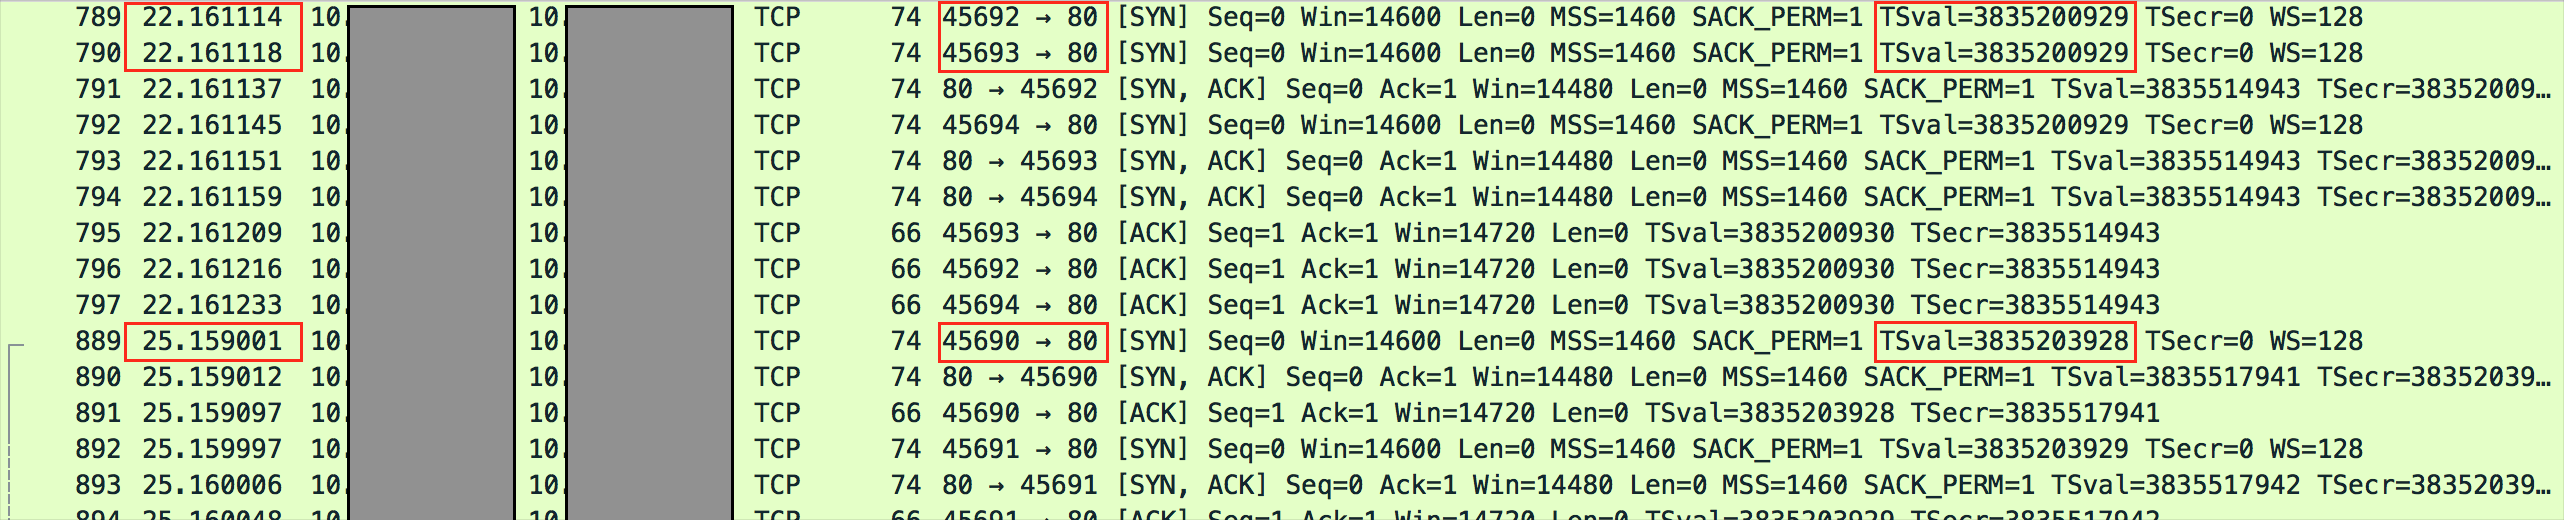 789 22.161114 10. 10. TCP 74 45692 → 80 [SYN] Seq=0 Win=14600 Len=0 MSS=1460 SACK_PERM=1 TSval=3835200929 TSecr=0 WS=128
790 22.161118 10. 10. TCP 74 45693 → 80 [SYN] Seq=0 Win=14600 Len=0 MSS=1460 SACK_PERM=1 TSval=3835200929 TSecr=0 WS=128
791 22.161137 10. 10. TCP 74 80 → 45692 [SYN, ACK] Seq=0 Ack=1 Win=14480 Len=0 MSS=1460 SACK_PERM=1 TSval=3835514943 TSecr=38352009…
792 22.161145 10. 10. TCP 74 45694 → 80 [SYN] Seq=0 Win=14600 Len=0 MSS=1460 SACK_PERM=1 TSval=3835200929 TSecr=0 WS=128
793 22.161151 10. 10. TCP 74 80 → 45693 [SYN, ACK] Seq=0 Ack=1 Win=14480 Len=0 MSS=1460 SACK_PERM=1 TSval=3835514943 TSecr=38352009…
794 22.161159 10. 10. TCP 74 80 → 45694 [SYN, ACK] Seq=0 Ack=1 Win=14480 Len=0 MSS=1460 SACK_PERM=1 TSval=3835514943 TSecr=38352009…
795 22.161209 10. 10. TCP 66 45693 → 80 [ACK] Seq=1 Ack=1 Win=14720 Len=0 TSval=3835200930 TSecr=3835514943
796 22.161216 10. 10. TCP 66 45692 → 80 [ACK] Seq=1 Ack=1 Win=14720 Len=0 TSval=3835200930 TSecr=3835514943
797 22.161233 10. 10. TCP 66 45694 → 80 [ACK] Seq=1 Ack=1 Win=14720 Len=0 TSval=3835200930 TSecr=3835514943
889 25.159001 10. 10. TCP 74 45690 → 80 [SYN] Seq=0 Win=14600 Len=0 MSS=1460 SACK_PERM=1 TSval=3835203928 TSecr=0 WS=128
890 25.159012 10. 10. TCP 74 80 → 45690 [SYN, ACK] Seq=0 Ack=1 Win=14480 Len=0 MSS=1460 SACK_PERM=1 TSval=3835517941 TSecr=38352039…
891 25.159097 10. 10. TCP 66 45690 → 80 [ACK] Seq=1 Ack=1 Win=14720 Len=0 TSval=3835203928 TSecr=3835517941
892 25.159997 10. 10. TCP 74 45691 → 80 [SYN] Seq=0 Win=14600 Len=0 MSS=1460 SACK_PERM=1 TSval=3835203929 TSecr=0 WS=128
893 25.160006 10. 10. TCP 74 80 → 45691 [SYN, ACK] Seq=0 Ack=1 Win=14480 Len=0 MSS=1460 SACK_PERM=1 TSval=3835517942 TSecr=38352039…
894 25.160048 10. 10. TCP 66 45691 → 80 [ACK] Seq=1 Ack=1 Win=14720 Len=0 TSval=3835203929 TSecr=3835517942